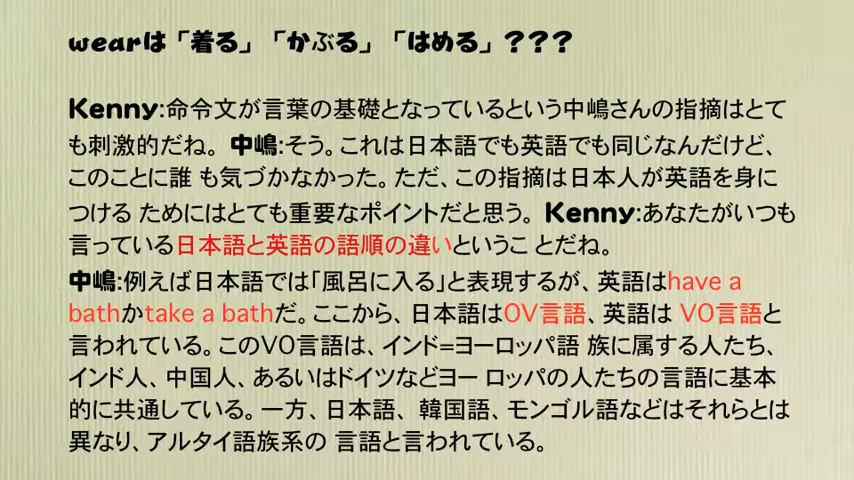 wearは「着る」「かぶる」「はめる」???
Kenny:命令文が言葉の基礎となっているという中嶋さんの指摘はとて
も刺激的だね。 中嶋:そう。これは日本語でも英語でも同じなんだけど、
このことに誰 も気づかなかった。ただ、この指摘は日本人が英語を身に
つける ためにはとても重要なポイントだと思う。 Kenny:あなたがいつも
言っている日本語と英語の語順の違いというこ とだね。
中嶋:例えば日本語では「風呂に入る」と表現するが、英語はhave a
bathかtake a bathだ。ここから、日本語はOV言語、英語は VO言語と
言われている。このVO言語は、インド=ヨーロッパ語 族に属する人たち、
インド人、中国人、あるいはドイツなどヨー ロッパの人たちの言語に基本
的に共通している。一方、日本語、 韓国語、モンゴル語などはそれらとは
異なり、アルタイ語族系の 言語と言われている。